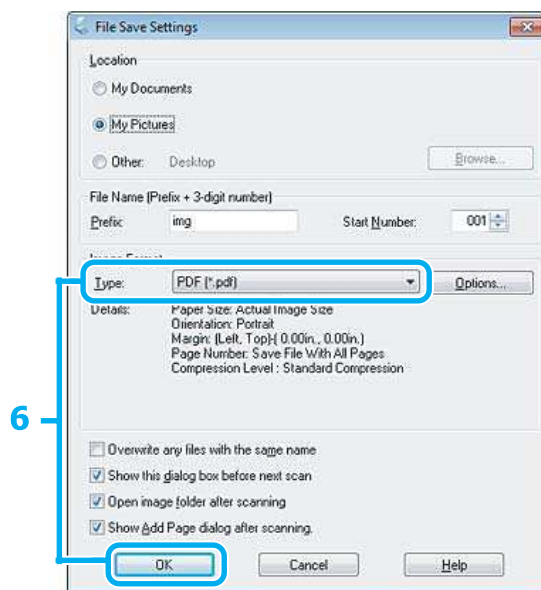 File Save Settings
Location
My Documents
My Pictures
Other: Desktop Browse...
File Name (Prefix + 3-digit number)
Prefix: img Start Number: 001
Image Format
Type: PDF (*.pdf) Options...
Details: Paper Size: Actual Image Size
Orientation: Portrait
Margin: (Left, Top)( 0.00in., 0.00in.)
Page Number: Save File With All Pages
Compression Level : Standard Compression
6
Overwrite any files with the same name
Show this dialog box before next scan
Open image folder after scanning
Show Add Page dialog after scanning.
OK Cancel Help